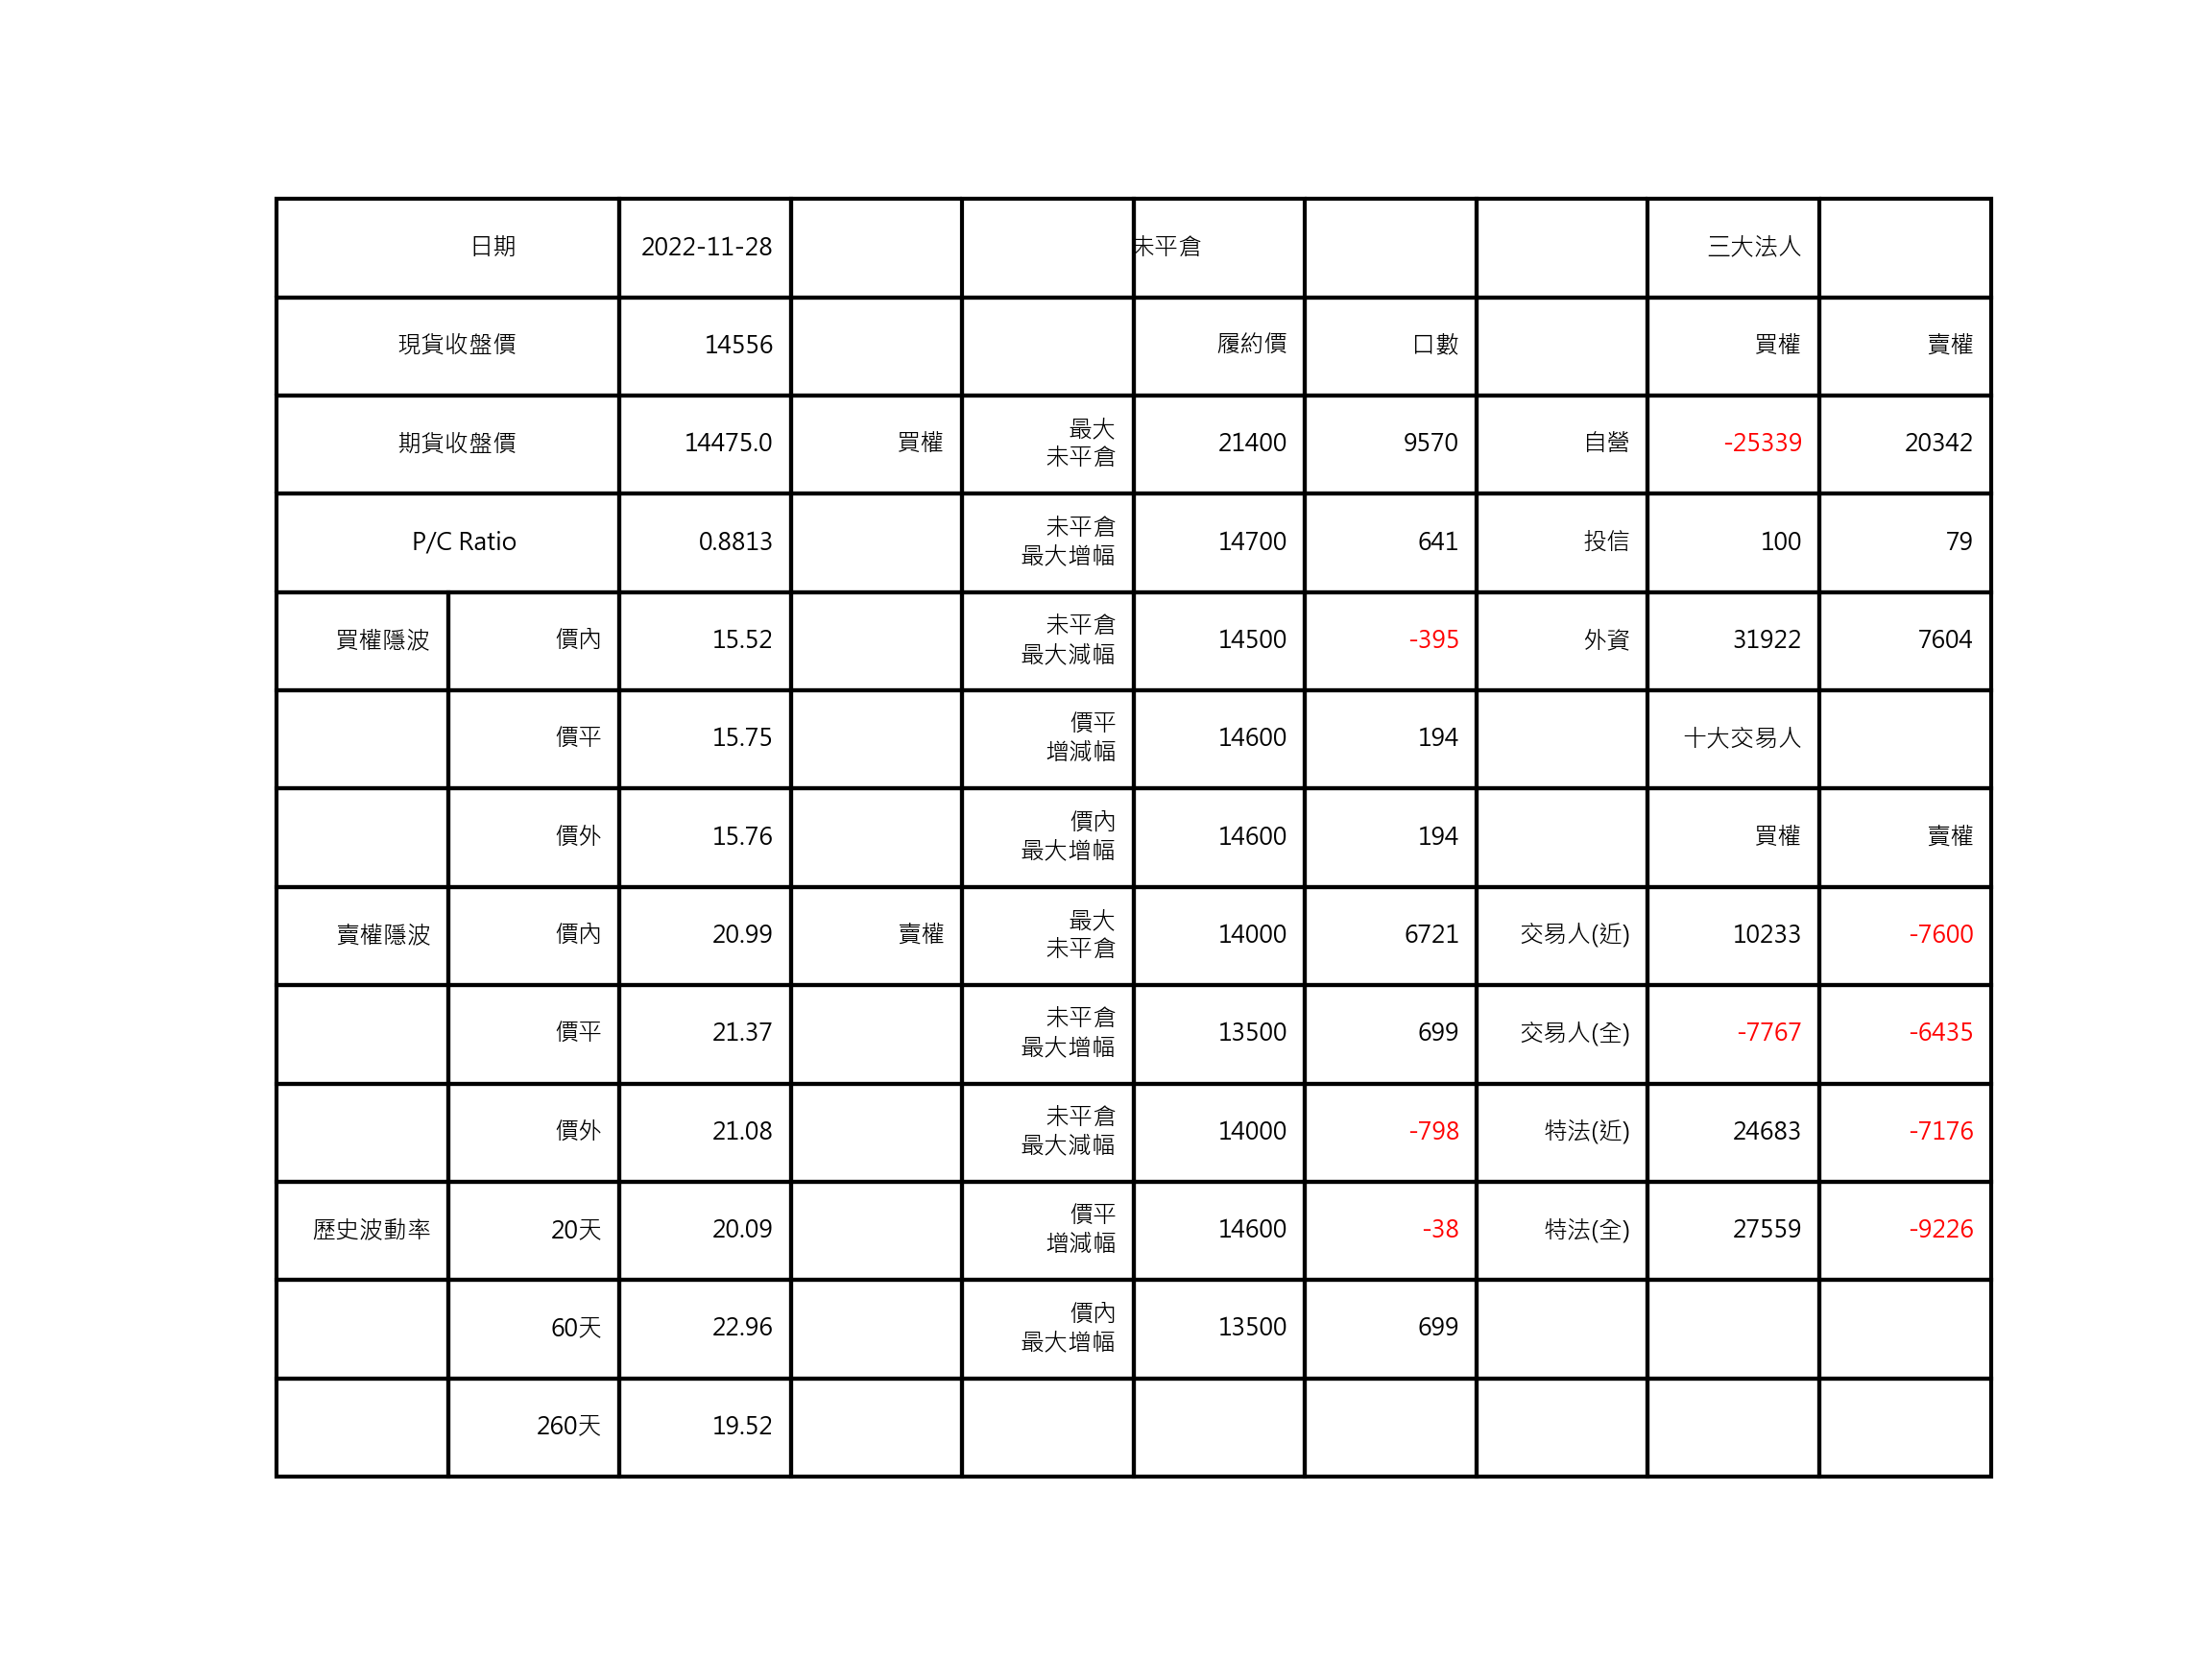 日期 2022-11-28 未平倉 三大法人
現貨收盤價 14556 履約價 口數 買權 賣權
期貨收盤價 14475.0 買權 最大 未平倉 21400 9570 自營 -25339 20342
P/C Ratio 0.8813 未平倉 最大增幅 14700 641 投信 100 79
買權隱波 價內 15.52 未平倉 最大減幅 14500 -395 外資 31922 7604
價平 15.75 價平 增減幅 14600 194 十大交易人
價外 15.76 價內 最大增幅 14600 194 買權 賣權
賣權隱波 價內 20.99 賣權 最大 未平倉 14000 6721 交易人(近) 10233 -7600
價平 21.37 未平倉 最大增幅 13500 699 交易人(全) -7767 -6435
價外 21.08 未平倉 最大減幅 14000 -798 特法(近) 24683 -7176
歷史波動率 20天 20.09 價平 增減幅 14600 -38 特法(全) 27559 -9226
60天 22.96 價內 最大增幅 13500 699
260天 19.52